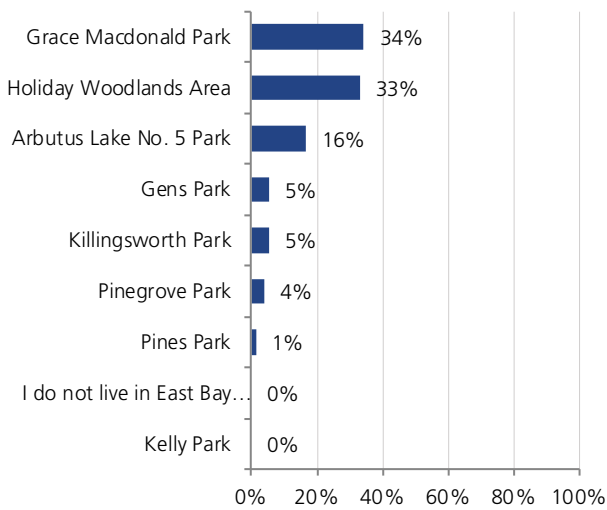 Grace Macdonald Park 34%
Holiday Woodlands Area 33%
Arbutus Lake No. 5 Park 16%
Gens Park 5%
Killingsworth Park 5%
Pinegrove Park 4%
Pines Park 1%
I do not live in East Bay… 0%
Kelly Park 0%
0% 20% 40% 60% 80% 100%